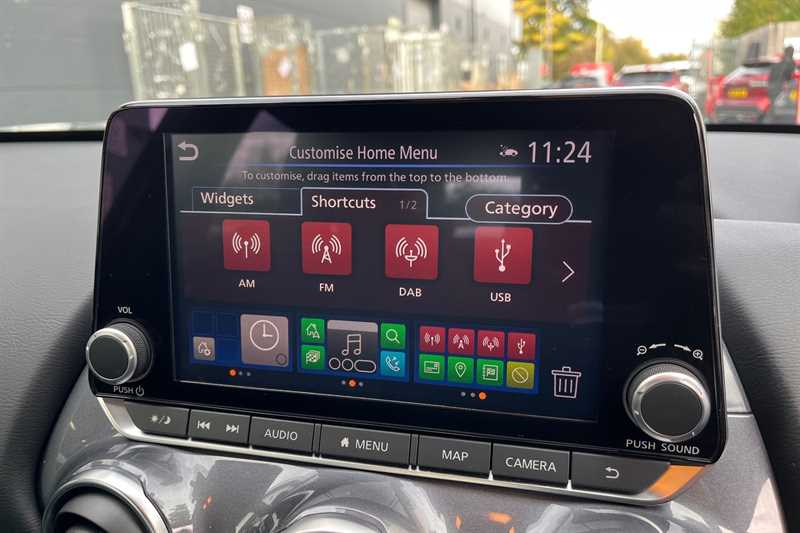 Customise Home Menu 11:24
To customise, drag items from the top to the bottom.
Widgets Shortcuts 1/2 Category
AM FM DAB USB
VOL
PUSH
PUSH SOUND
AUDIO MENU MAP CAMERA